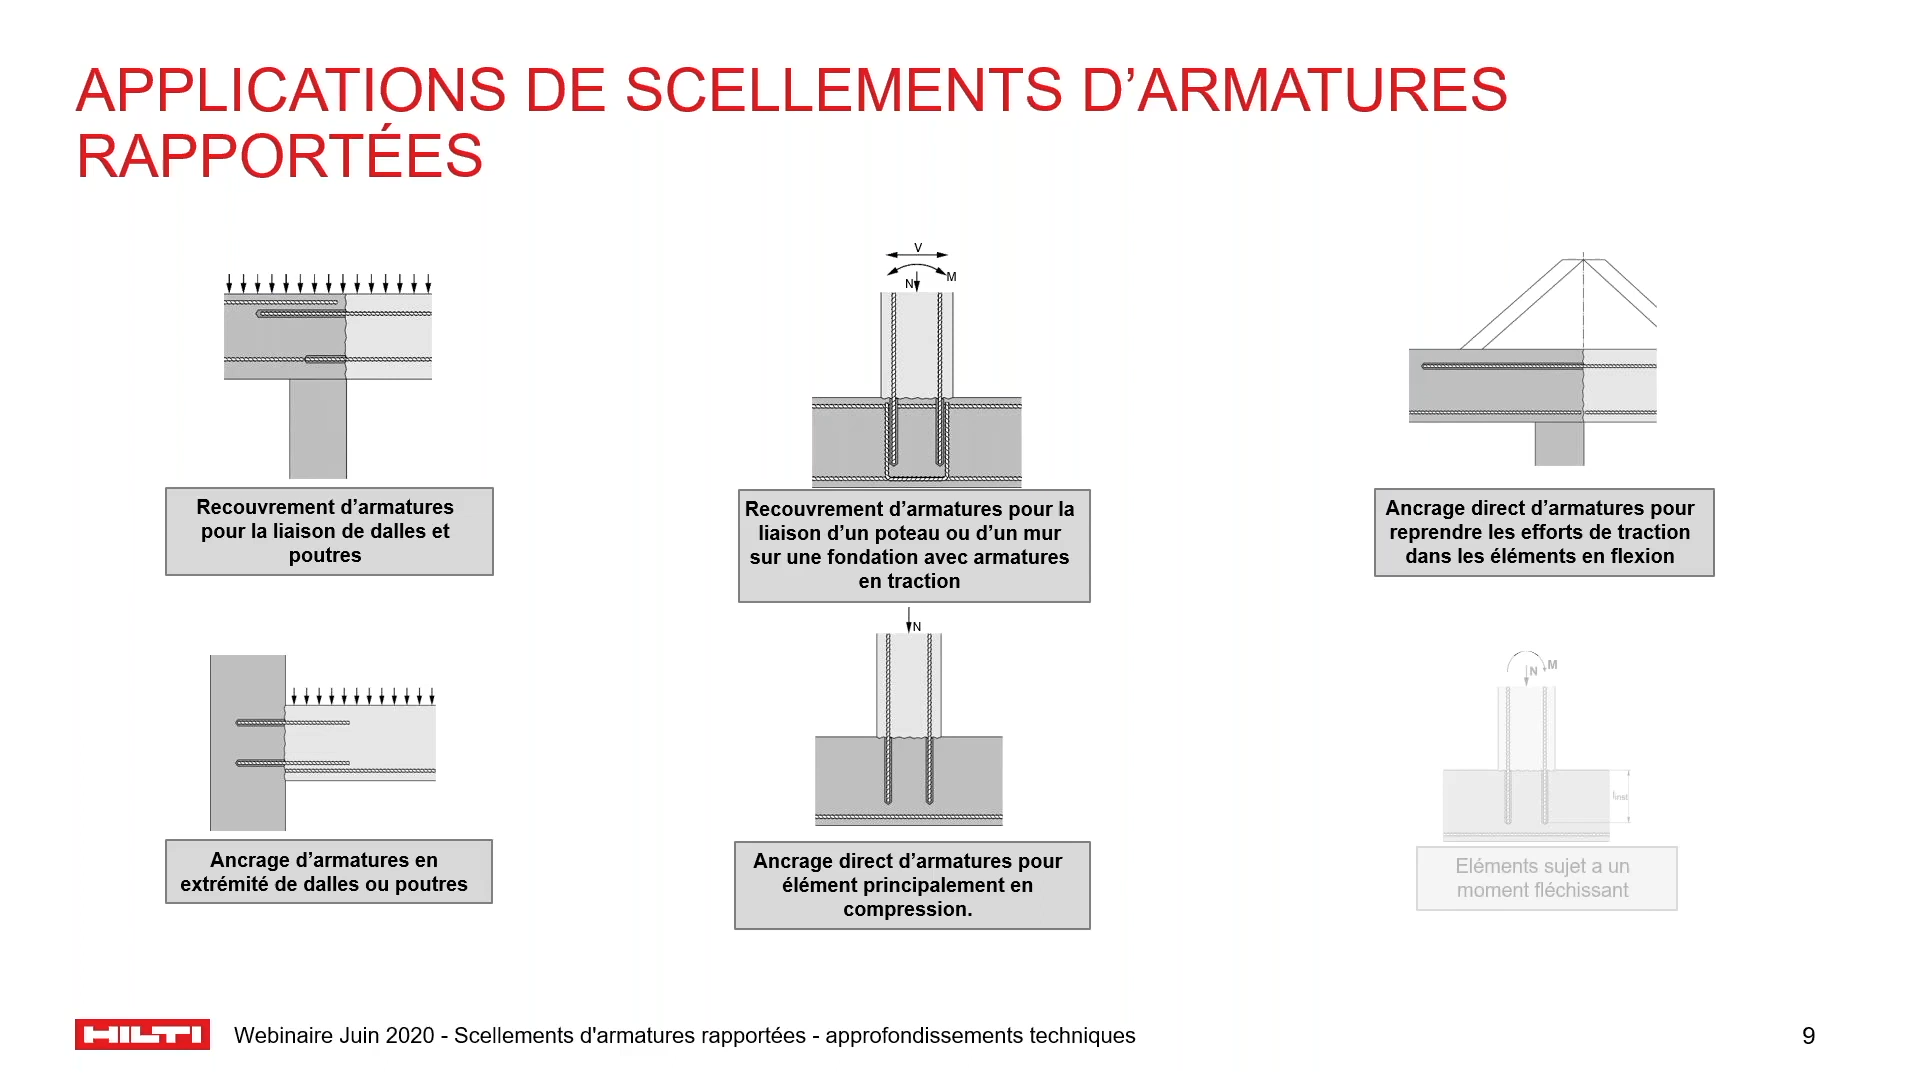 APPLICATIONS DE SCELLEMENTS D’ARMATURES
RAPPORTÉES
V
M
N
Recouvrement d’armatures
pour la liaison de dalles et
poutres
Recouvrement d’armatures pour la
liaison d’un poteau ou d’un mur
sur une fondation avec armatures
en traction
Ancrage direct d’armatures pour
reprendre les efforts de traction
dans les éléments en flexion
N
M
N
linst
Ancrage d’armatures en
extrémité de dalles ou poutres
Ancrage direct d’armatures pour
élément principalement en
compression.
Eléments sujet a un
moment fléchissant
HILTI
Webinaire Juin 2020 - Scellements d'armatures rapportées - approfondissements techniques
9